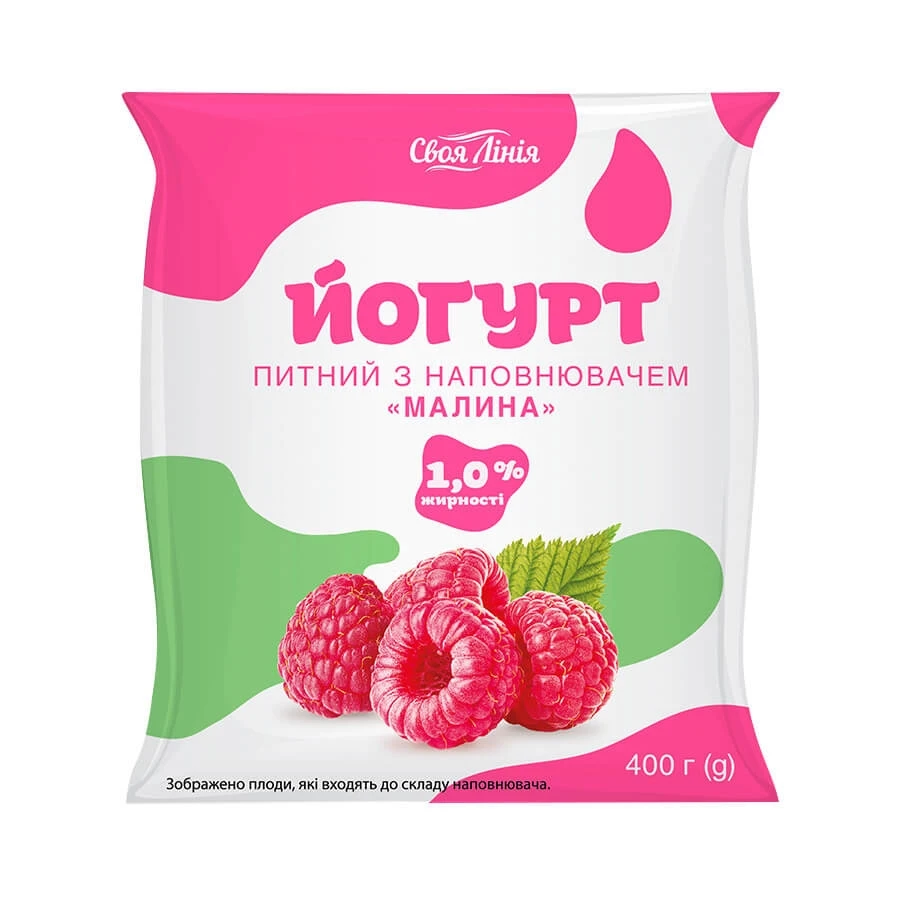 Своя Лінія
ЙОГУРТ
ПИТНИЙ З НАПОВНЮВАЧЕМ
«МАЛИНА»
1,0%
жирності
400 г (g)
Зображено плоди, які входять до складу наповнювача.